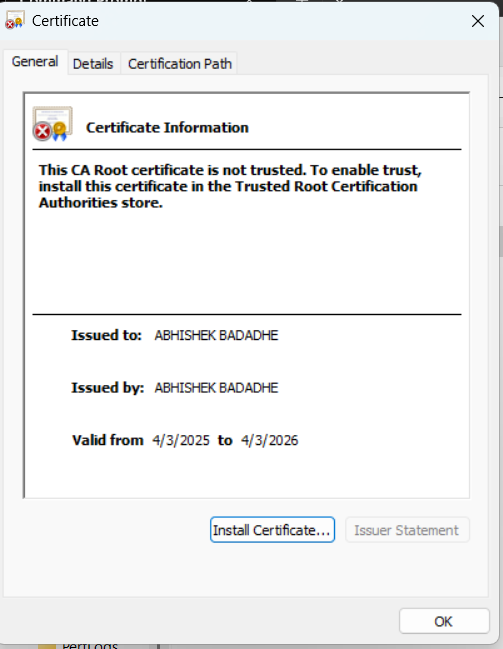 Certificate
General
Details
Certification Path
Certificate Information
This CA Root certificate is not trusted. To enable trust,
install this certificate in the Trusted Root Certification
Authorities store.
Issued to: ABHISHEK BADADHE
Issued by: ABHISHEK BADADHE
Valid from 4/3/2025 to 4/3/2026
Install Certificate...
Issuer Statement
OK
PerfLogs